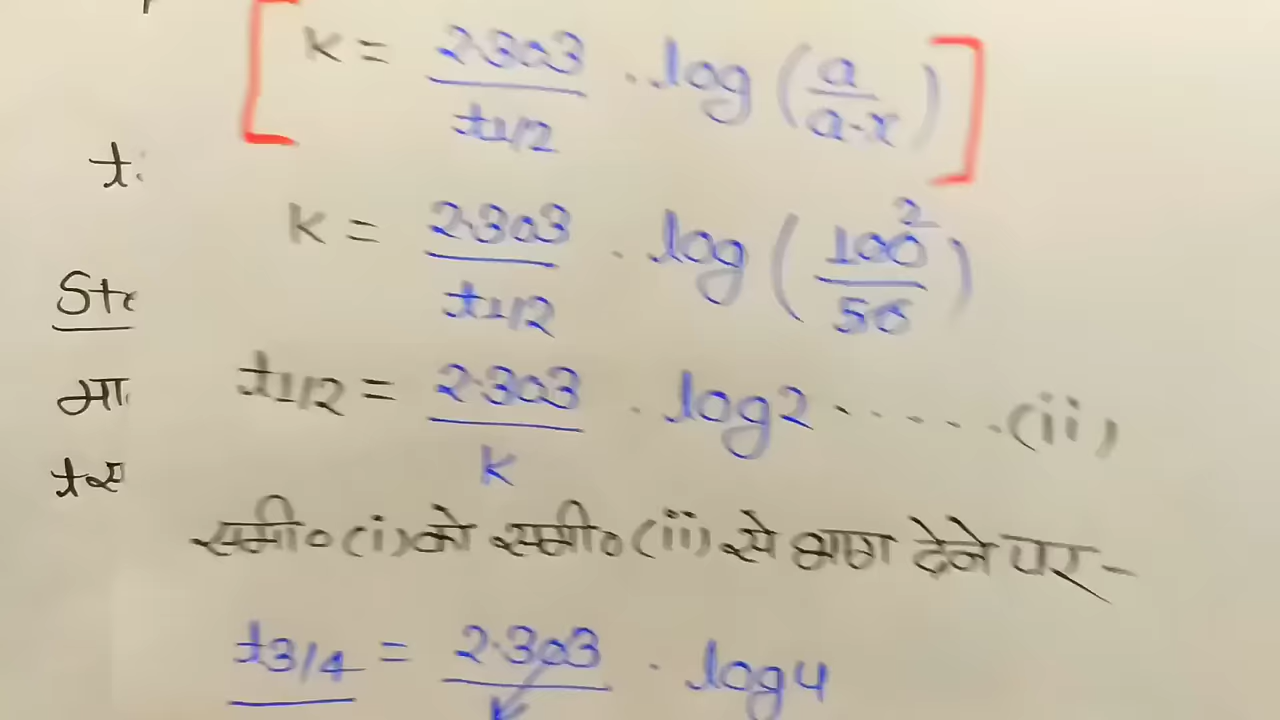 [ k = 2.303/t1/2 . log (a/a-x) ]
t
k = 2.303/t1/2 . log (100²/50)
St
t1/2 = 2.303/k . log2 ..... (ii)
मा
समी० (i) को समी० (ii) से भाग देने पर-
t3/4 = 2.303/k . log4